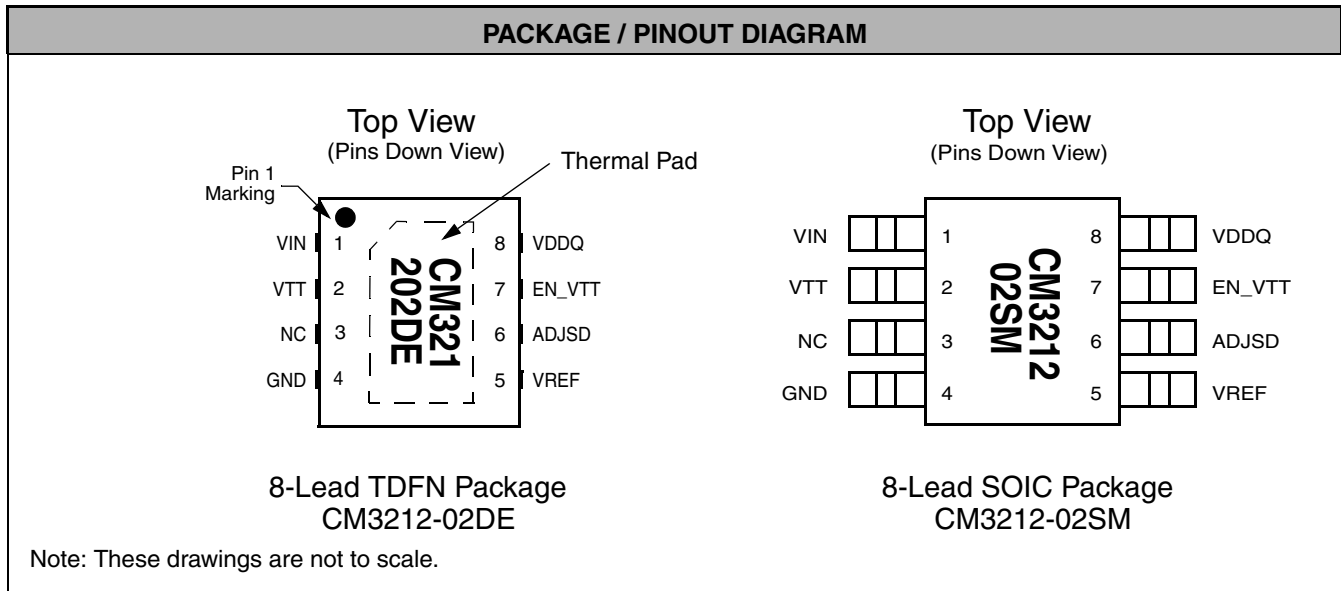 PACKAGE / PINOUT DIAGRAM
Top View
(Pins Down View)
Pin 1
Marking
Thermal Pad
VIN 1 8 VDDQ
VTT 2 7 EN_VTT
NC 3 6 ADJSD
GND 4 5 VREF
CM321
202DE
8-Lead TDFN Package
CM3212-02DE
Top View
(Pins Down View)
VIN 1 8 VDDQ
VTT 2 7 EN_VTT
NC 3 6 ADJSD
GND 4 5 VREF
CM3212
02SM
8-Lead SOIC Package
CM3212-02SM
Note: These drawings are not to scale.